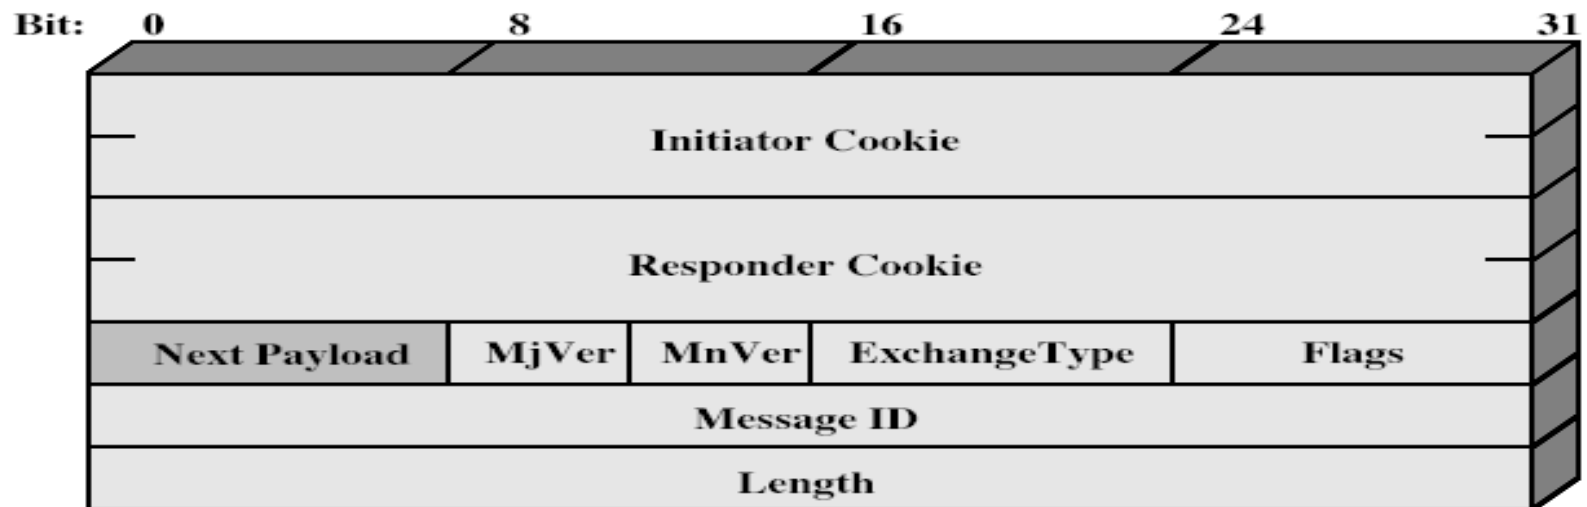 Bit: 0 8 16 24 31
Initiator Cookie
Responder Cookie
Next Payload MjVer MnVer ExchangeType Flags
Message ID
Length